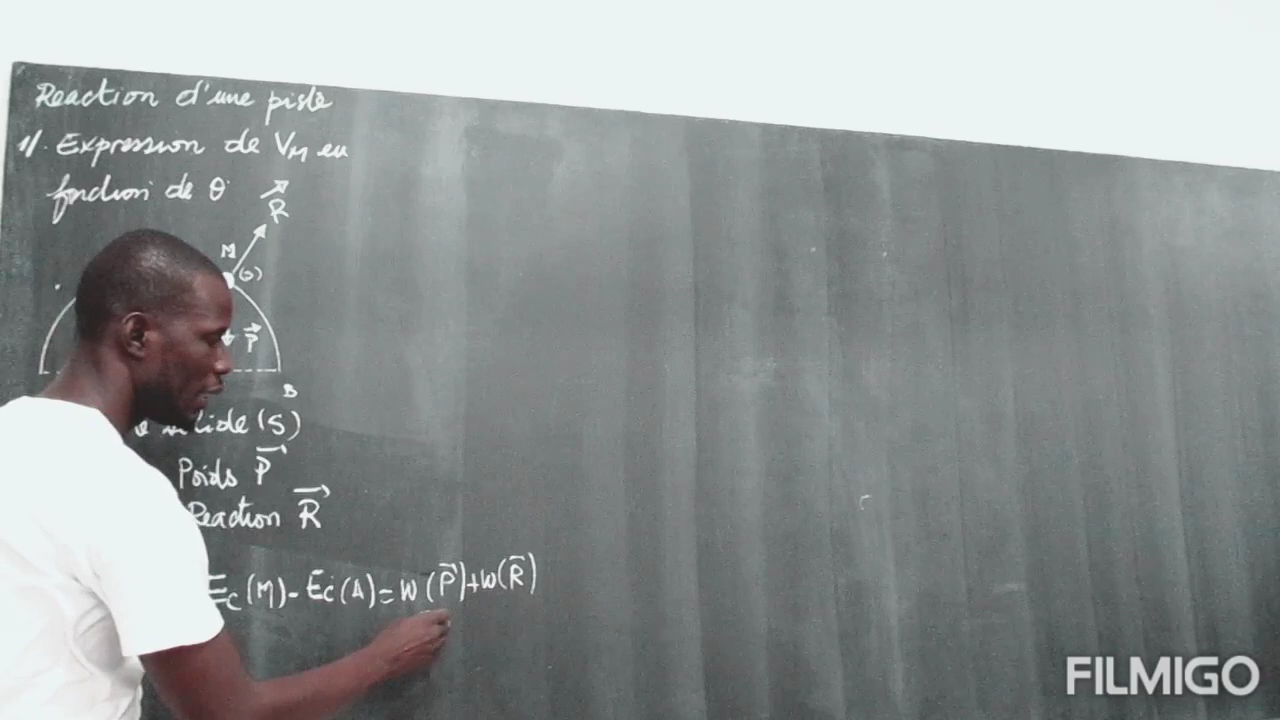 Reaction d'une piste
1/. Expression de VM en
fonction de θ
R
M
(s)
P
B
solide (S)
Poids P
Reaction R
Ec(M) - Ec(A) = W(P) + W(R)
FILMIGO